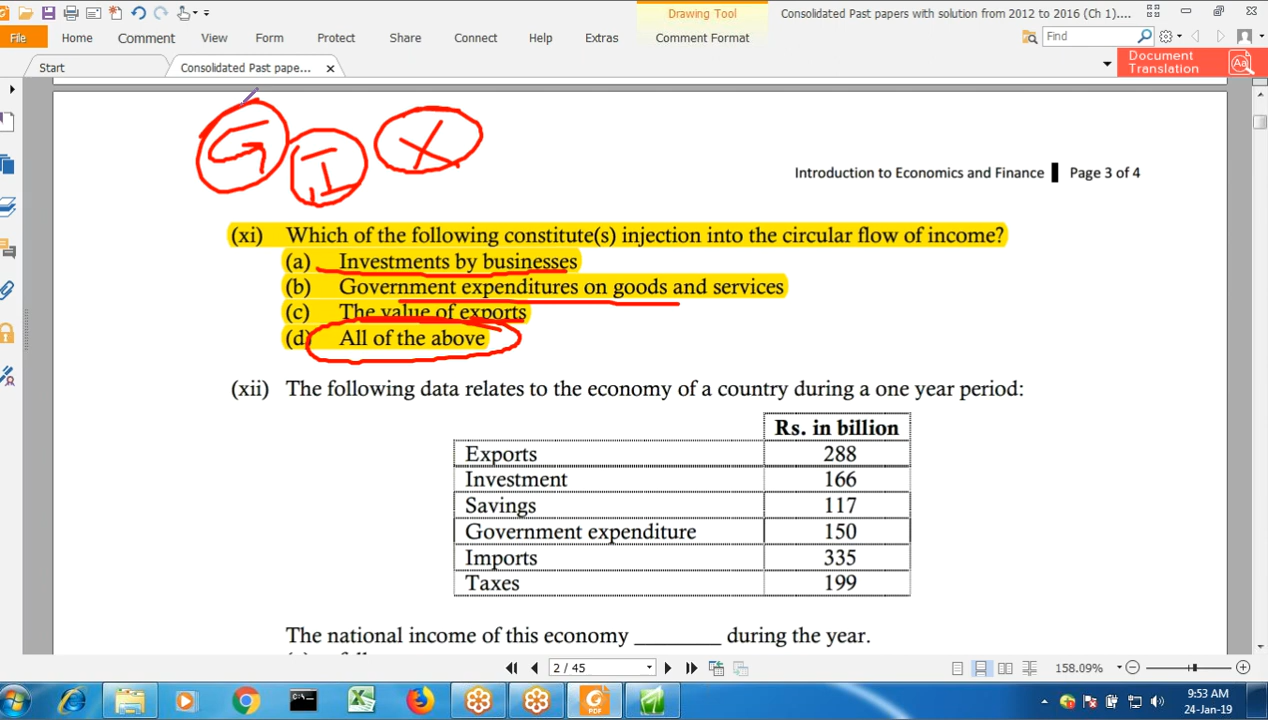 Drawing Tool
Consolidated Past papers with solution from 2012 to 2016 (Ch 1)....
File Home Comment View Form Protect Share Connect Help Extras Comment Format Find
Document Translation
Start Consolidated Past pape...
G I X
Introduction to Economics and Finance Page 3 of 4
(xi) Which of the following constitute(s) injection into the circular flow of income?
(a) Investments by businesses
(b) Government expenditures on goods and services
(c) The value of exports
(d) All of the above
(xii) The following data relates to the economy of a country during a one year period:
Rs. in billion
Exports 288
Investment 166
Savings 117
Government expenditure 150
Imports 335
Taxes 199
The national income of this economy ________ during the year.
2 / 45 158.09%
9:53 AM
24-Jan-19